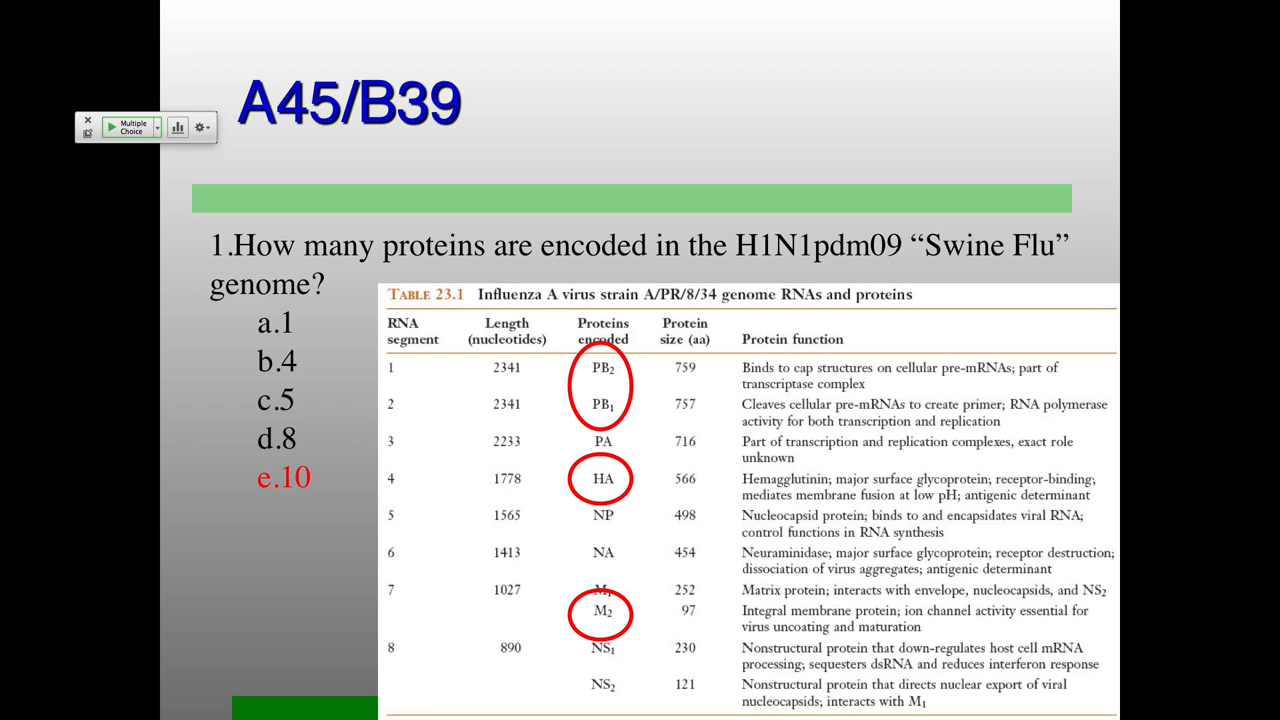 A45/B39
Multiple
Choice
1.How many proteins are encoded in the H1N1pdm09 “Swine Flu”
genome?
a.1
b.4
c.5
d.8
e.10
TABLE 23.1 Influenza A virus strain A/PR/8/34 genome RNAs and proteins
RNA segment Length (nucleotides) Proteins encoded Protein size (aa) Protein function
1 2341 PB2 759 Binds to cap structures on cellular pre-mRNAs; part of
transcriptase complex
2 2341 PB1 757 Cleaves cellular pre-mRNAs to create primer; RNA polymerase
activity for both transcription and replication
3 2233 PA 716 Part of transcription and replication complexes, exact role
unknown
4 1778 HA 566 Hemagglutinin; major surface glycoprotein; receptor-binding;
mediates membrane fusion at low pH; antigenic determinant
5 1565 NP 498 Nucleocapsid protein; binds to and encapsidates viral RNA;
control functions in RNA synthesis
6 1413 NA 454 Neuraminidase; major surface glycoprotein; receptor destruction;
dissociation of virus aggregates; antigenic determinant
7 1027 M1 252 Matrix protein; interacts with envelope, nucleocapsids, and NS2
M2 97 Integral membrane protein; ion channel activity essential for
virus uncoating and maturation
8 890 NS1 230 Nonstructural protein that down-regulates host cell mRNA
processing; sequesters dsRNA and reduces interferon response
NS2 121 Nonstructural protein that directs nuclear export of viral
nucleocapsids; interacts with M1